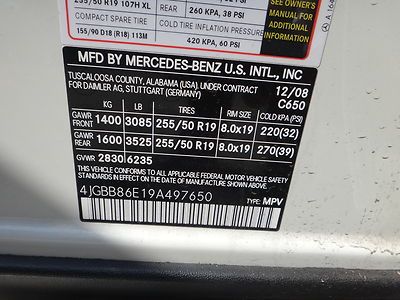 235/50 R19 107H XL
REAR 260 KPA, 38 PSI
SEE OWNER'S
MANUAL FOR
ADDITIONAL
INFORMATION
COMPACT SPARE TIRE
COLD TIRE INFLATION PRESSURE
155/90 D18 (R18) 113M
420 KPA, 60 PSI
MFD BY MERCEDES-BENZ U.S. INTL., INC
TUSCALOOSA COUNTY, ALABAMA (USA). UNDER CONTRACT
FOR DAIMLER AG, STUTTGART (GERMANY)
12/08
C650
KG LB TIRES RIM SIZE COLD KPA (PSI)
GAWR FRONT 1400 3085 255/50 R19 8.0x19 220(32)
GAWR REAR 1600 3525 255/50 R19 8.0x19 270(39)
GVWR 2830 6235
THIS VEHICLE CONFORMS TO ALL APPLICABLE FEDERAL MOTOR
VEHICLE SAFETY STANDARDS IN EFFECT ON THE DATE OF
MANUFACTURE SHOWN ABOVE.
4JGBB86E19A497650
TYPE: MPV